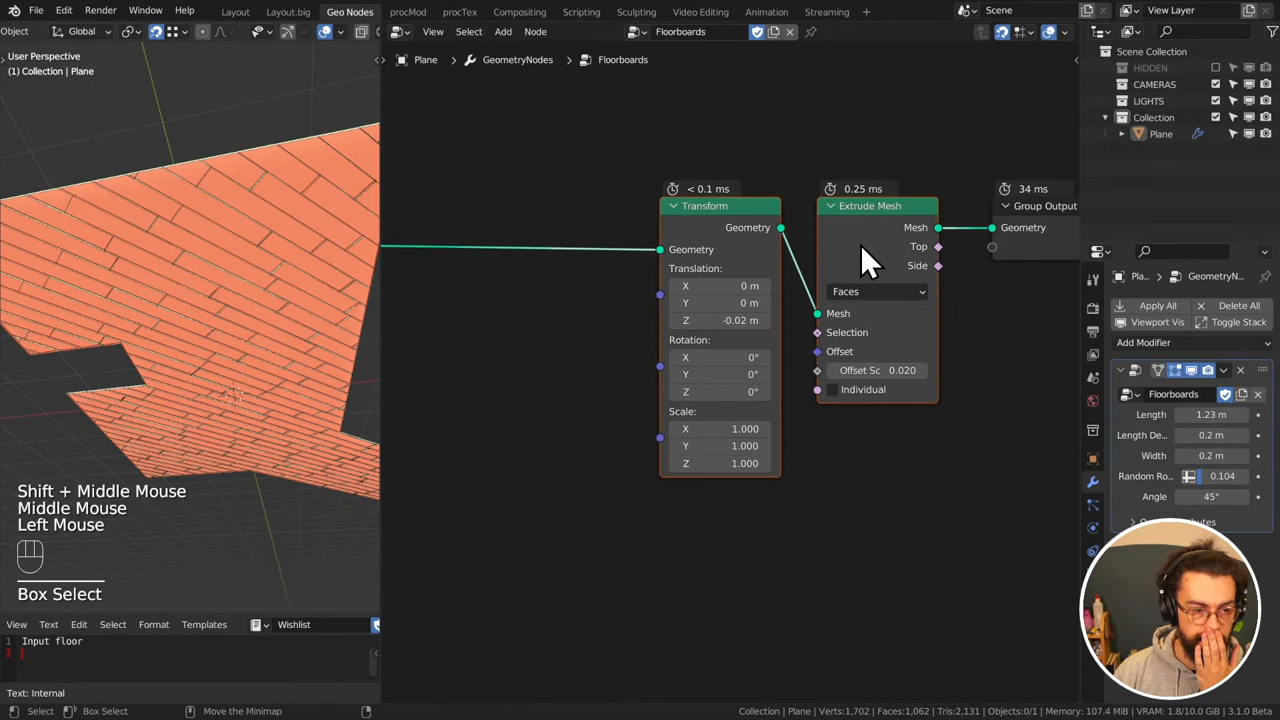 File Edit Render Window Help Layout Layout.big Geo Nodes procMod procTex Compositing Scripting Sculpting Video Editing Animation Streaming + Scene View Layer
Object Global View Select Add Node Floorboards
User Perspective
(1) Collection | Plane
Plane > GeometryNodes > Floorboards
Scene Collection
HIDDEN
CAMERAS
LIGHTS
Collection
Plane
< 0.1 ms
Transform
Geometry
Geometry
Translation:
X 0 m
Y 0 m
Z -0.02 m
Rotation:
X 0°
Y 0°
Z 0°
Scale:
X 1.000
Y 1.000
Z 1.000
0.25 ms
Extrude Mesh
Mesh
Top
Side
Faces
Mesh
Selection
Offset
Offset Sc 0.020
Individual
34 ms
Group Output
Geometry
Pla... > GeometryN...
Apply All Delete All
Viewport Vis Toggle Stack
Add Modifier
Floorboards
Length 1.23 m
Length De... 0.2 m
Width 0.2 m
Random Ro... 0.104
Angle 45°
Shift + Middle Mouse
Middle Mouse
Left Mouse
Box Select
View Text Edit Select Format Templates Wishlist
1 Input floor
2
Text: Internal
Select Box Select Move the Minimap Collection | Plane | Verts:1,702 | Faces:1,062 | Tris:2,131 | Objects:0/1 | Memory: 107.4 MiB | VRAM: 1.8/10.0 GiB | 3.1.0 Beta